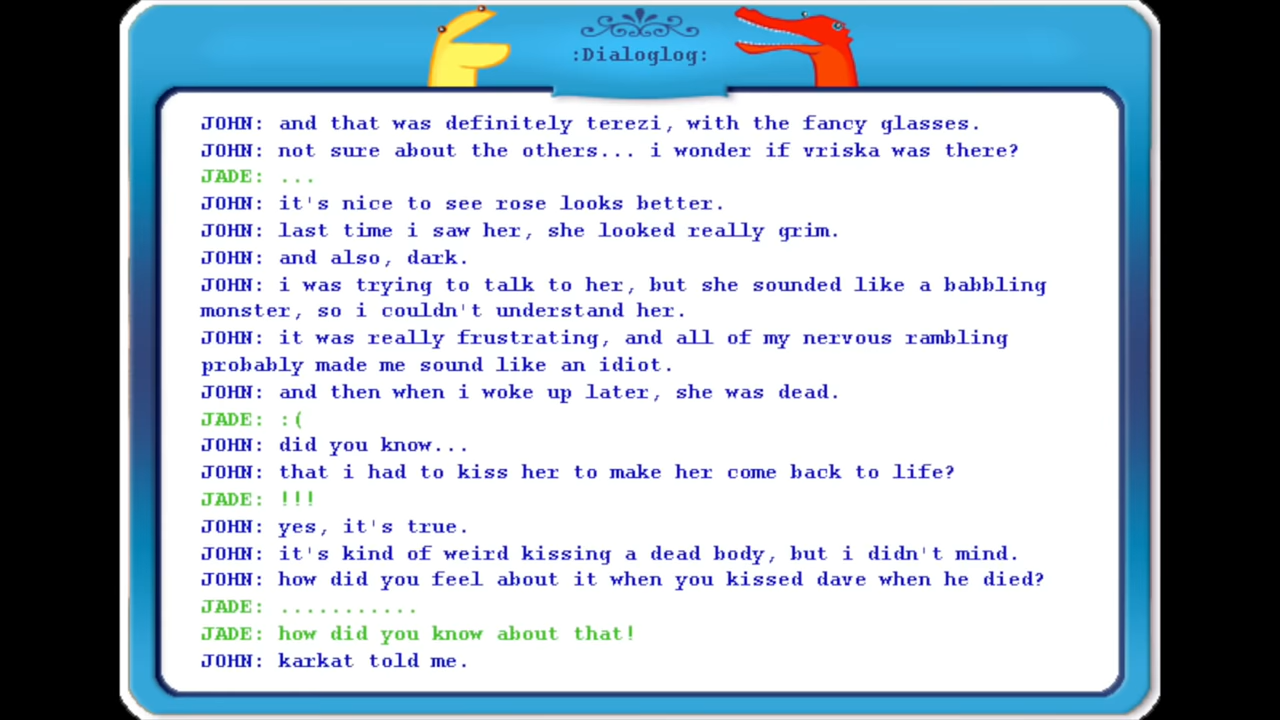 :Dialoglog:
JOHN: and that was definitely terezi, with the fancy glasses.
JOHN: not sure about the others... i wonder if vriska was there?
JADE: ...
JOHN: it's nice to see rose looks better.
JOHN: last time i saw her, she looked really grim.
JOHN: and also, dark.
JOHN: i was trying to talk to her, but she sounded like a babbling
monster, so i couldn't understand her.
JOHN: it was really frustrating, and all of my nervous rambling
probably made me sound like an idiot.
JOHN: and then when i woke up later, she was dead.
JADE: :(
JOHN: did you know...
JOHN: that i had to kiss her to make her come back to life?
JADE: !!!
JOHN: yes, it's true.
JOHN: it's kind of weird kissing a dead body, but i didn't mind.
JOHN: how did you feel about it when you kissed dave when he died?
JADE: ...........
JADE: how did you know about that!
JOHN: karkat told me.